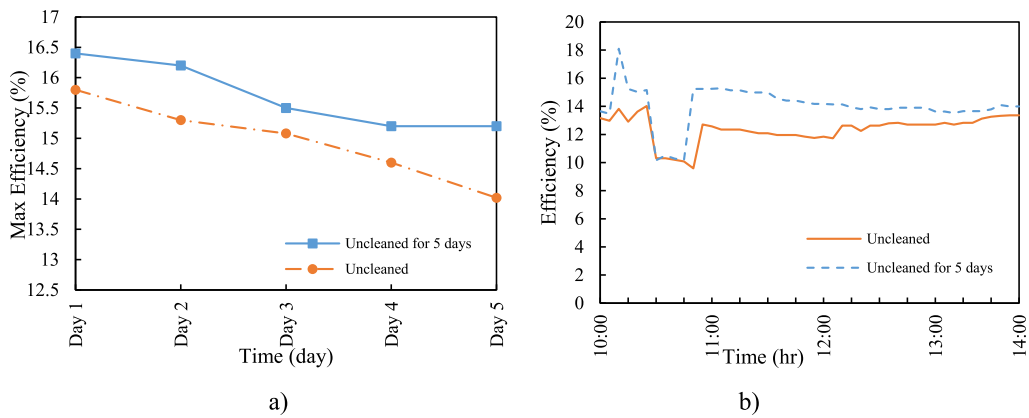 17
16.5
16
15.5
15
14.5
14
13.5
13
12.5
Max Efficiency (%)
Uncleaned for 5 days
Uncleaned
Day 1
Day 2
Day 3
Day 4
Day 5
Time (day)
a)
20
18
16
14
12
10
8
6
4
2
0
Efficiency (%)
Uncleaned
Uncleaned for 5 days
10:00
11:00
12:00
13:00
14:00
Time (hr)
b)